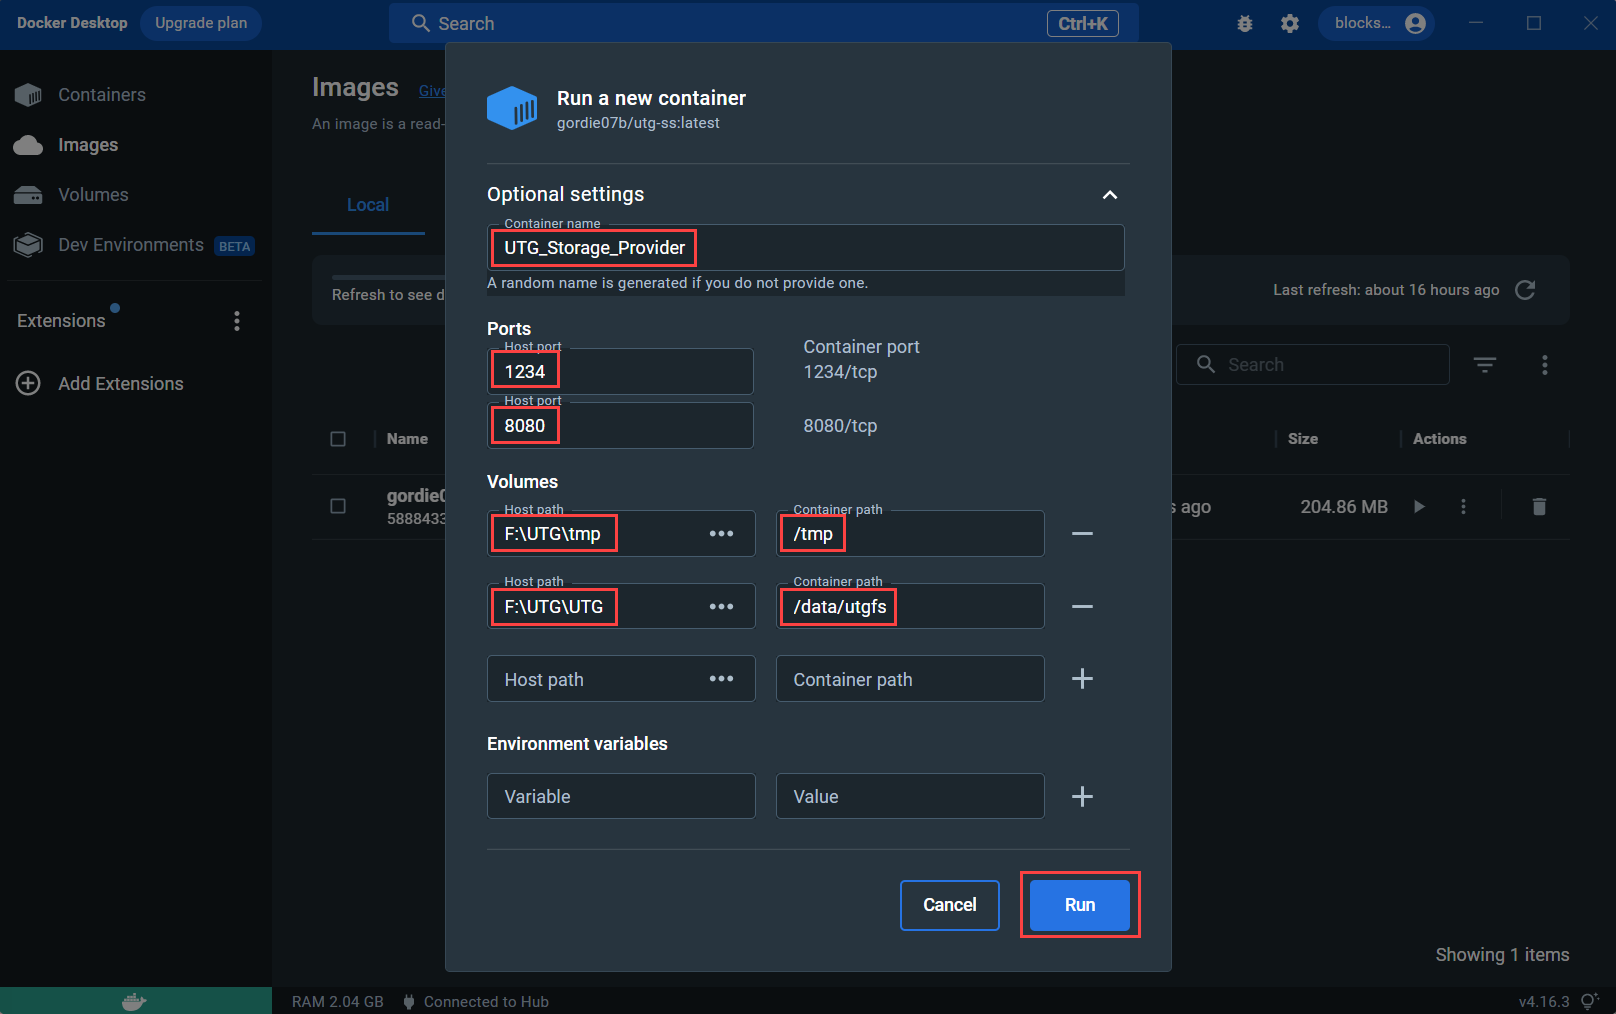 Docker Desktop
Upgrade plan
Search
Ctrl+K
blocks...
Containers
Images
Volumes
Dev Environments BETA
Extensions
Add Extensions
Images
Give
An image is a read-
Local
Refresh to see d
Last refresh: about 16 hours ago
Search
Name
Size
Actions
gordie0
5888433
s ago
204.86 MB
Showing 1 items
Run a new container
gordie07b/utg-ss:latest
Optional settings
Container name
UTG_Storage_Provider
A random name is generated if you do not provide one.
Ports
Host port
1234
Container port
1234/tcp
Host port
8080
8080/tcp
Volumes
Host path
F:\UTG\tmp
Container path
/tmp
Host path
F:\UTG\UTG
Container path
/data/utgfs
Host path
Container path
Environment variables
Variable
Value
Cancel
Run
RAM 2.04 GB
Connected to Hub
v4.16.3